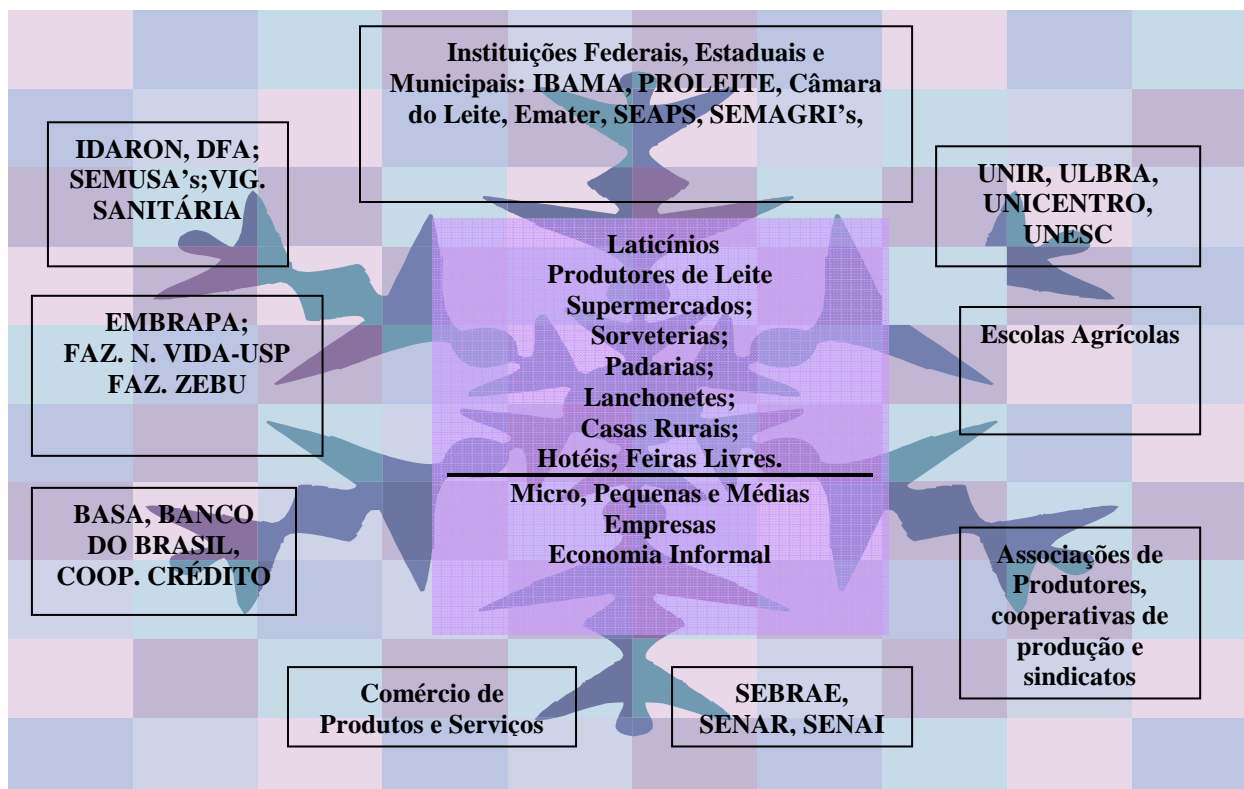 Instituições Federais, Estaduais e
Municipais: IBAMA, PROLEITE, Câmara
do Leite, Emater, SEAPS, SEMAGRI’s,
IDARON, DFA;
SEMUSA’s;VIG.
SANITÁRIA
UNIR, ULBRA,
UNICENTRO,
UNESC
Laticínios
Produtores de Leite
Supermercados;
Sorveterias;
Padarias;
Lanchonetes;
Casas Rurais;
Hotéis; Feiras Livres.
Micro, Pequenas e Médias
Empresas
Economia Informal
EMBRAPA;
FAZ. N. VIDA-USP
FAZ. ZEBU
Escolas Agrícolas
BASA, BANCO
DO BRASIL,
COOP. CRÉDITO
Associações de
Produtores,
cooperativas de
produção e
sindicatos
Comércio de
Produtos e Serviços
SEBRAE,
SENAR, SENAI